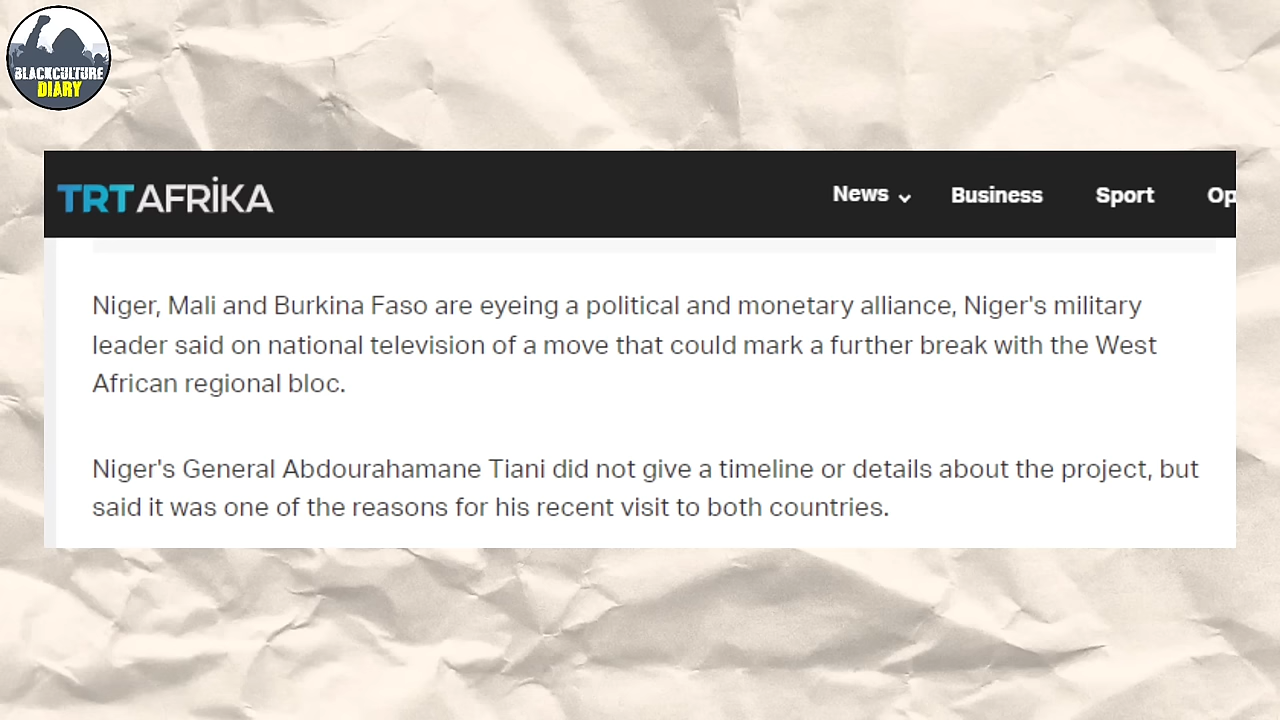 BLACKCULTURE
DIARY
TRT AFRİKA
News Business Sport Op
Niger, Mali and Burkina Faso are eyeing a political and monetary alliance, Niger's military
leader said on national television of a move that could mark a further break with the West
African regional bloc.
Niger's General Abdourahamane Tiani did not give a timeline or details about the project, but
said it was one of the reasons for his recent visit to both countries.